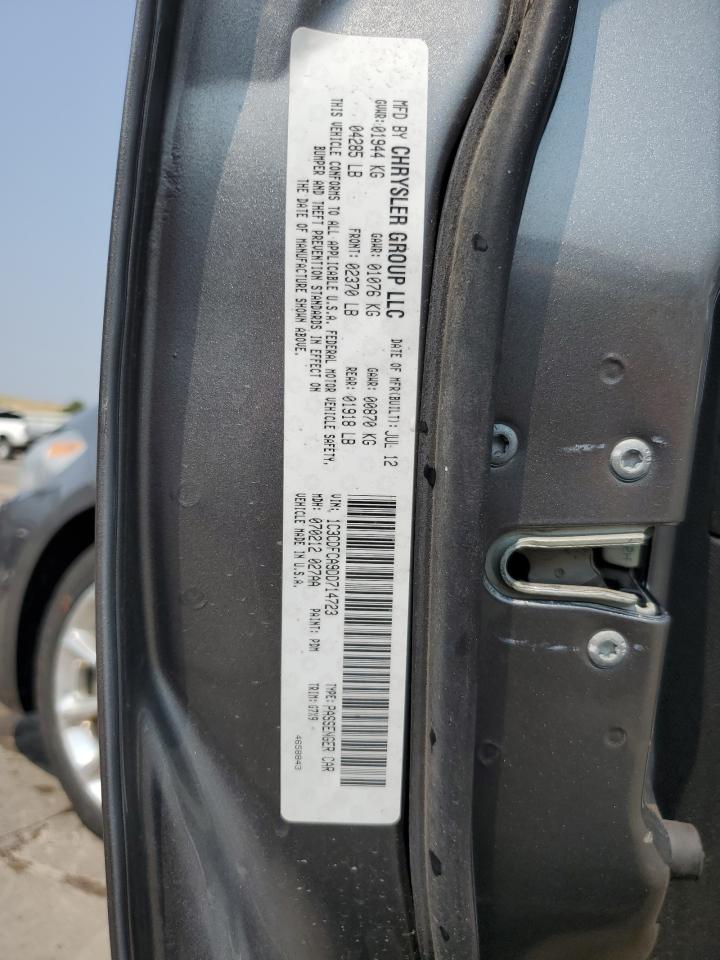 MFD BY CHRYSLER GROUP LLC DATE OF MFR(BUILT): JUL 12
GVWR: 01944 KG GAWR: 01076 KG GAWR: 00870 KG
04285 LB FRONT: 02370 LB REAR: 01918 LB
THIS VEHICLE CONFORMS TO ALL APPLICABLE U.S.A. FEDERAL MOTOR VEHICLE SAFETY,
BUMPER AND THEFT PREVENTION STANDARDS IN EFFECT ON
THE DATE OF MANUFACTURE SHOWN ABOVE.
VIN: 1C3CDFCA9DD714723 TYPE: PASSENGER CAR
MDH: 070212 027AA PAINT: PDM TRIM: G7X9
VEHICLE MADE IN U.S.A. 4658843